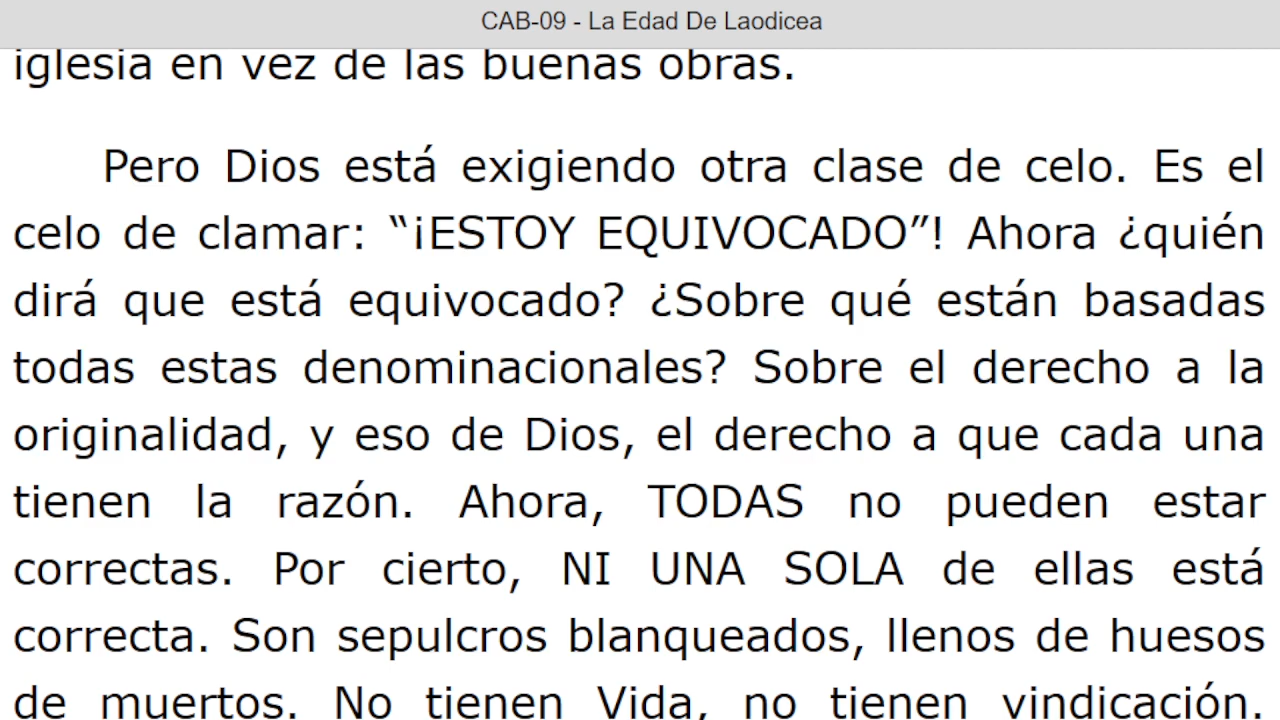 CAB-09 - La Edad De Laodicea
iglesia en vez de las buenas obras.
Pero Dios está exigiendo otra clase de celo. Es el
celo de clamar: “¡ESTOY EQUIVOCADO”! Ahora ¿quién
dirá que está equivocado? ¿Sobre qué están basadas
todas estas denominacionales? Sobre el derecho a la
originalidad, y eso de Dios, el derecho a que cada una
tienen la razón. Ahora, TODAS no pueden estar
correctas. Por cierto, NI UNA SOLA de ellas está
correcta. Son sepulcros blanqueados, llenos de huesos
de muertos. No tienen Vida, no tienen vindicación.